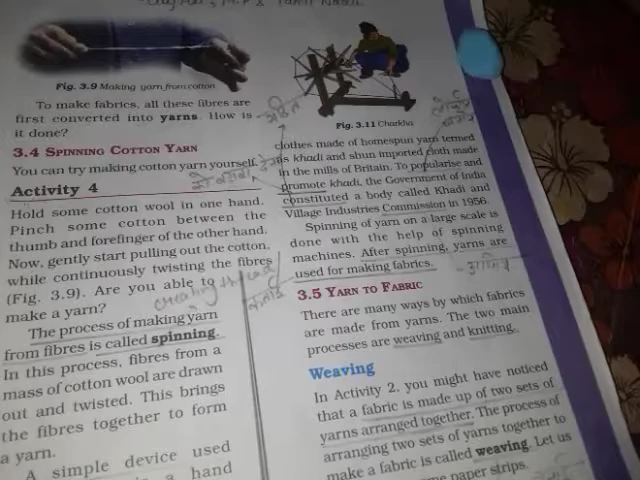 Fig. 3.9 Making yarn from cotton
To make fabrics, all these fibres are
first converted into yarns. How is
it done?
3.4 SPINNING COTTON YARN
You can try making cotton yarn yourself.
Activity 4
Hold some cotton wool in one hand.
Pinch some cotton between the
thumb and forefinger of the other hand.
Now, gently start pulling out the cotton,
while continuously twisting the fibres
(Fig. 3.9). Are you able to
make a yarn?
The process of making yarn
from fibres is called spinning.
In this process, fibres from a
mass of cotton wool are drawn
out and twisted. This brings
the fibres together to form
a yarn.
A simple device used
a hand
Fig. 3.11 Charkha
clothes made of homespun yarn termed
as khadi and shun imported cloth made
in the mills of Britain. To popularise and
promote khadi, the Government of India
constituted a body called Khadi and
Village Industries Commission in 1956.
Spinning of yarn on a large scale is
done with the help of spinning
machines. After spinning, yarns are
used for making fabrics.
3.5 YARN TO FABRIC
There are many ways by which fabrics
are made from yarns. The two main
processes are weaving and knitting.
Weaving
In Activity 2, you might have noticed
that a fabric is made up of two sets of
yarns arranged together. The process of
arranging two sets of yarns together to
make a fabric is called weaving. Let us
some paper strips.